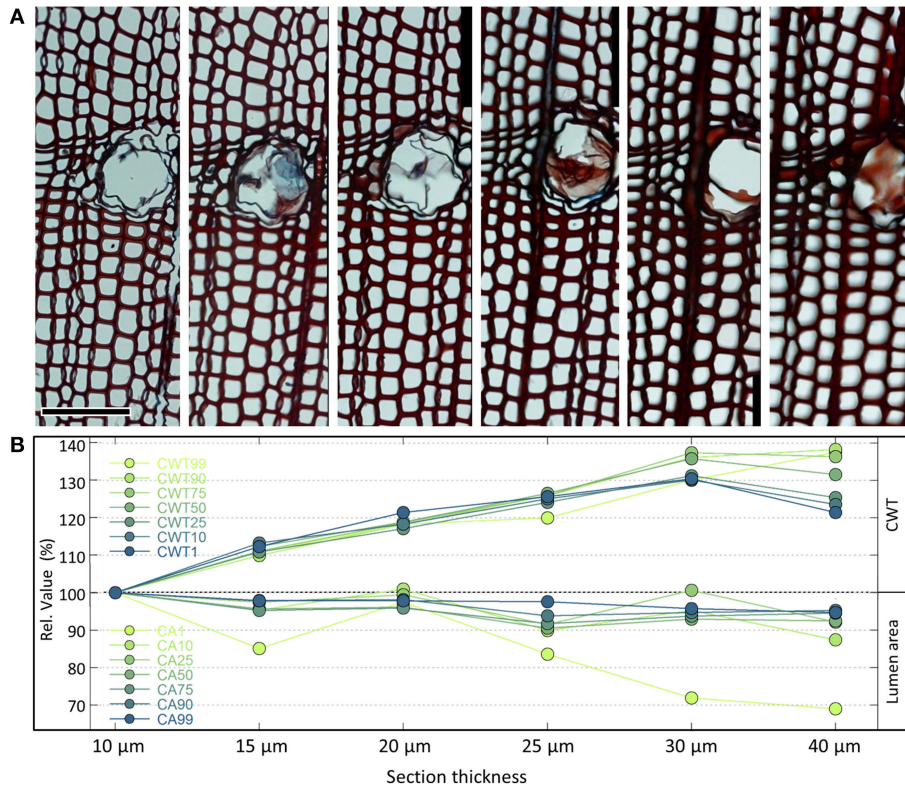 A
B
140
130
120
110
100
90
80
70
Rel. Value (%)
CWT99
CWT90
CWT75
CWT50
CWT25
CWT10
CWT1
CA1
CA10
CA25
CA50
CA75
CA90
CA99
CWT
Lumen area
10 µm
15 µm
20 µm
25 µm
30 µm
40 µm
Section thickness